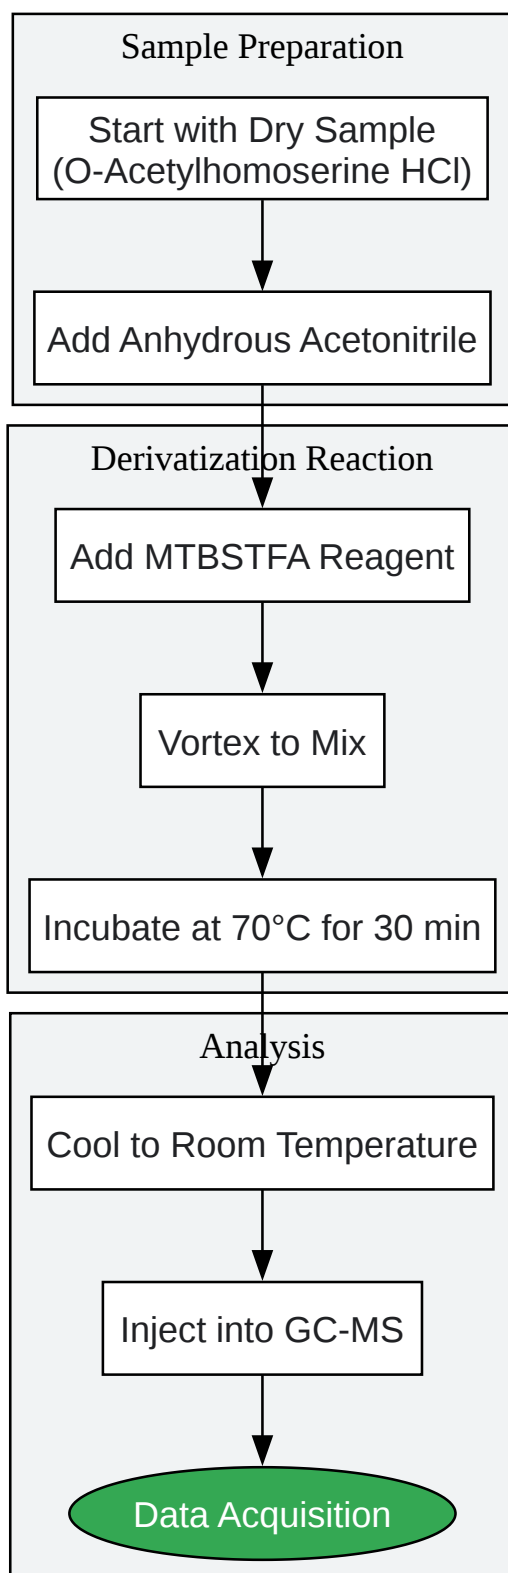 Sample Preparation
Start with Dry Sample
(O-Acetylhomoserine HCl)
Add Anhydrous Acetonitrile
Derivatization Reaction
Add MTBSTFA Reagent
Vortex to Mix
Incubate at 70°C for 30 min
Analysis
Cool to Room Temperature
Inject into GC-MS
Data Acquisition